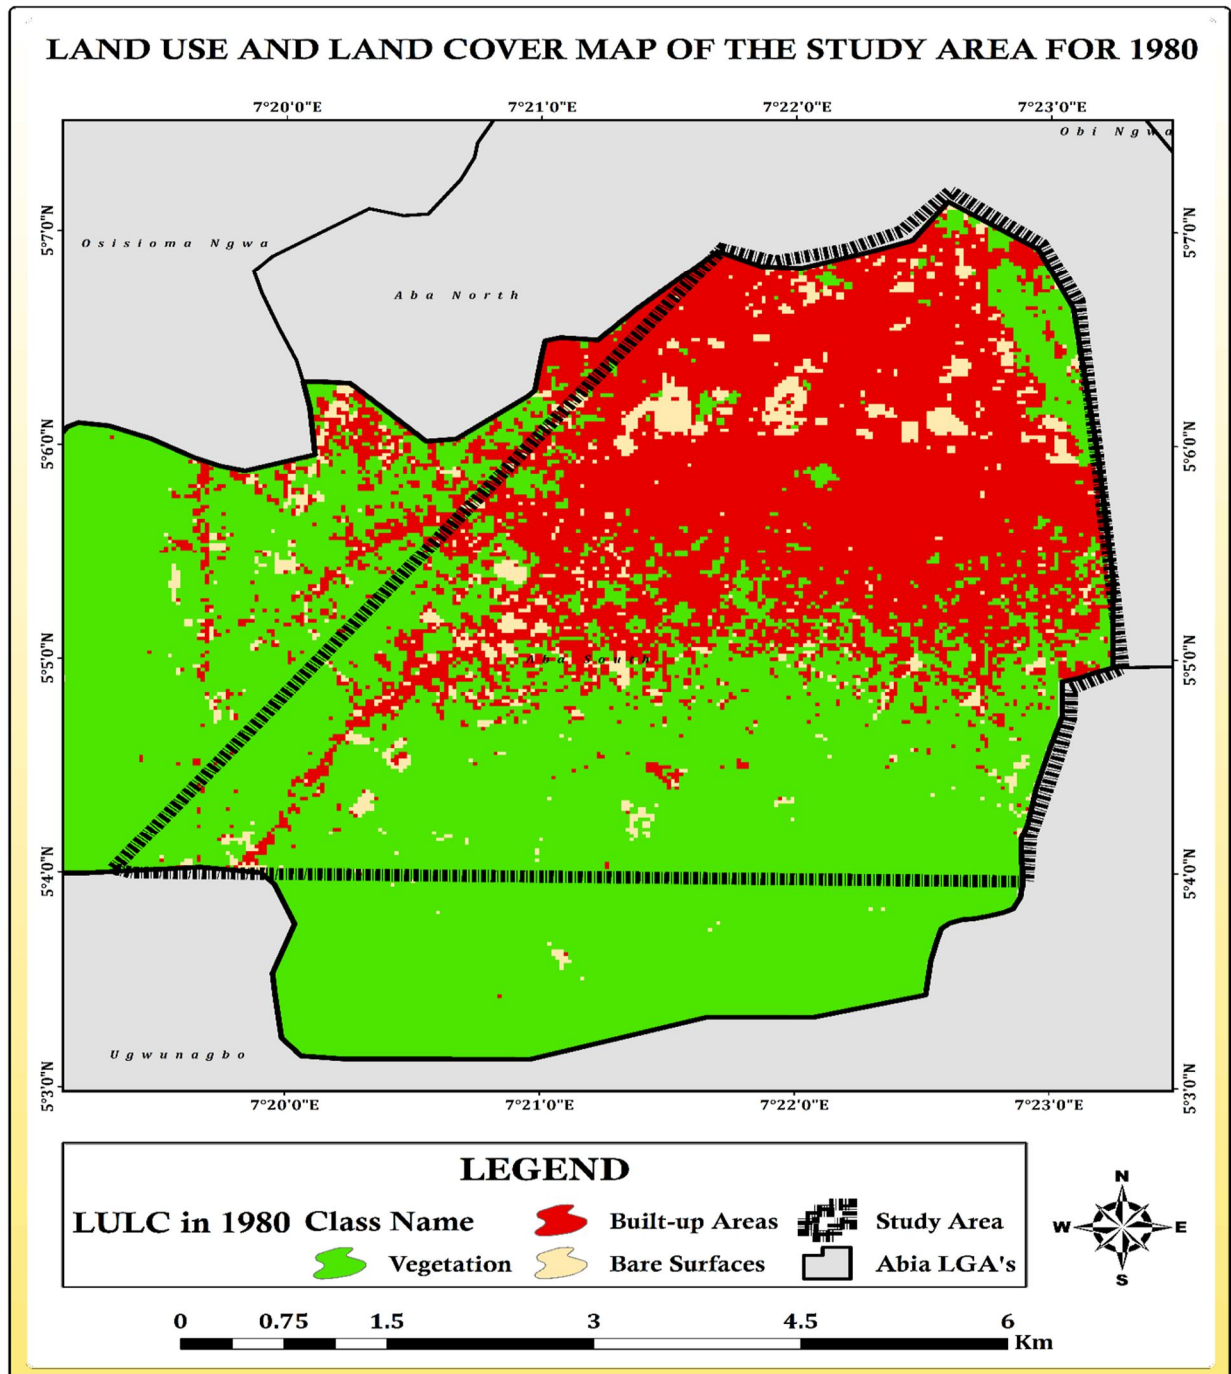 LAND USE AND LAND COVER MAP OF THE STUDY AREA FOR 1980
7°20'0"E 7°21'0"E 7°22'0"E 7°23'0"E
Obi Ngwa
5°7'0"N 5°7'0"N
Osisioma Ngwa
Aba North
5°6'0"N 5°6'0"N
5°5'0"N 5°5'0"N
Aba South
5°4'0"N 5°4'0"N
Ugwunagbo
5°3'0"N 5°3'0"N
7°20'0"E 7°21'0"E 7°22'0"E 7°23'0"E
LEGEND
LULC in 1980 Class Name Built-up Areas Study Area
Vegetation Bare Surfaces Abia LGA's
N
W E
S
0 0.75 1.5 3 4.5 6
Km